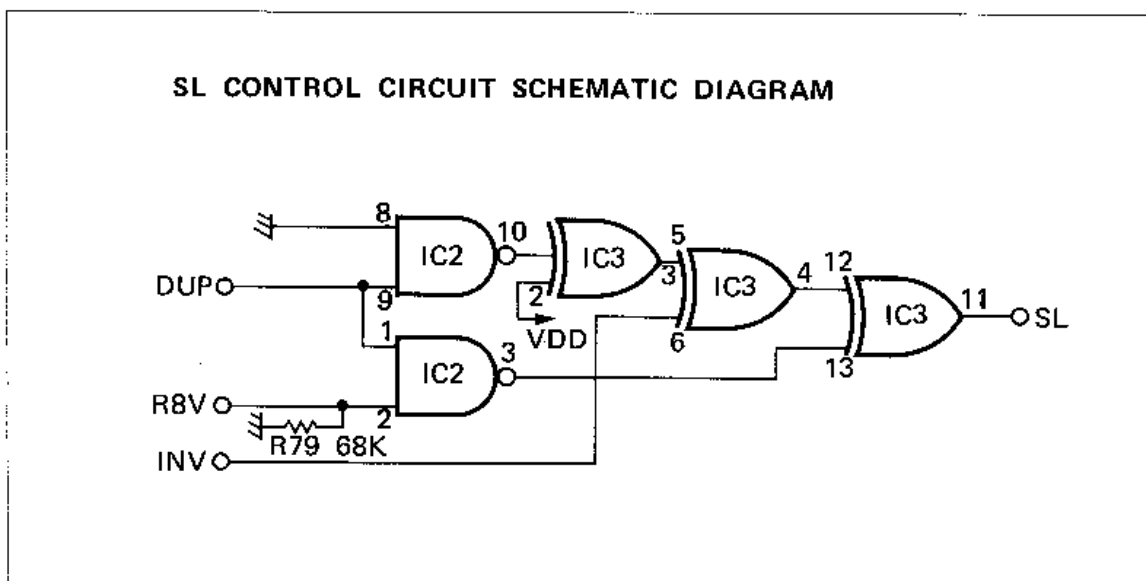 SL CONTROL CIRCUIT SCHEMATIC DIAGRAM
8
10
IC2
IC3
5
3
DUP
9
2
IC3
4
12
VDD
6
IC3
11
SL
13
1
IC2
3
R8V
2
R79 68K
INV